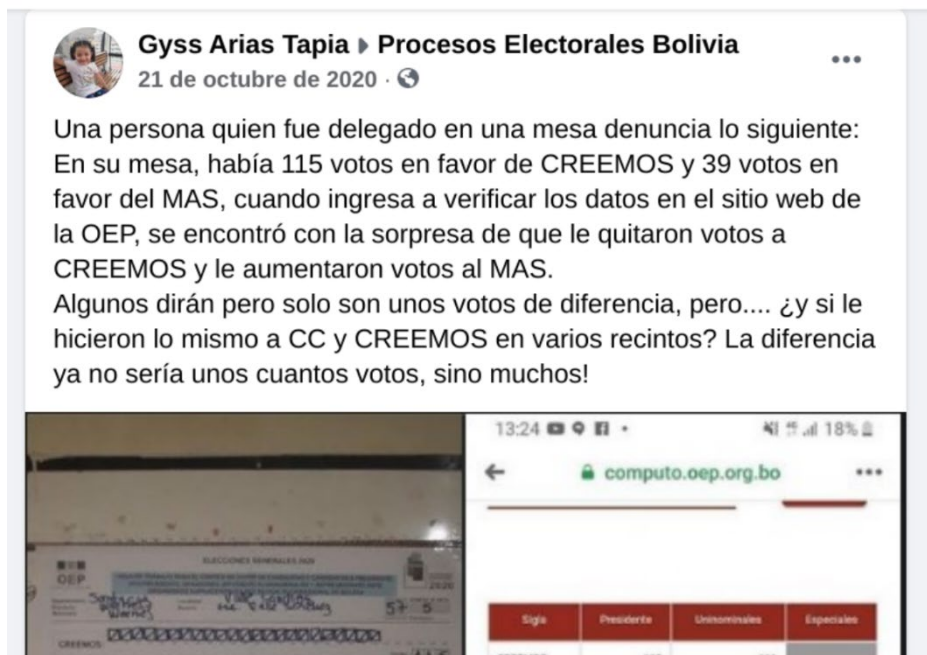 Gyss Arias Tapia ▸ Procesos Electorales Bolivia
21 de octubre de 2020 ·
Una persona quien fue delegado en una mesa denuncia lo siguiente:
En su mesa, había 115 votos en favor de CREEMOS y 39 votos en
favor del MAS, cuando ingresa a verificar los datos en el sitio web de
la OEP, se encontró con la sorpresa de que le quitaron votos a
CREEMOS y le aumentaron votos al MAS.
Algunos dirán pero solo son unos votos de diferencia, pero.... ¿y si le
hicieron lo mismo a CC y CREEMOS en varios recintos? La diferencia
ya no sería unos cuantos votos, sino muchos!
ELECCIONES GENERALES 2020
OEP
2020
57 5
CREEMOS
13:24
18%
computo.oep.org.bo
Sigla Presidente Uninominales Especiales